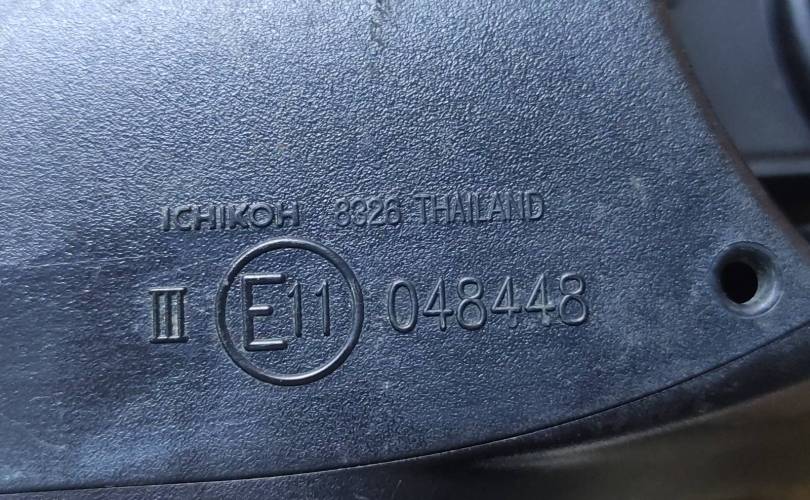 ICHIKOH 8326 THAILAND
III E11 048448